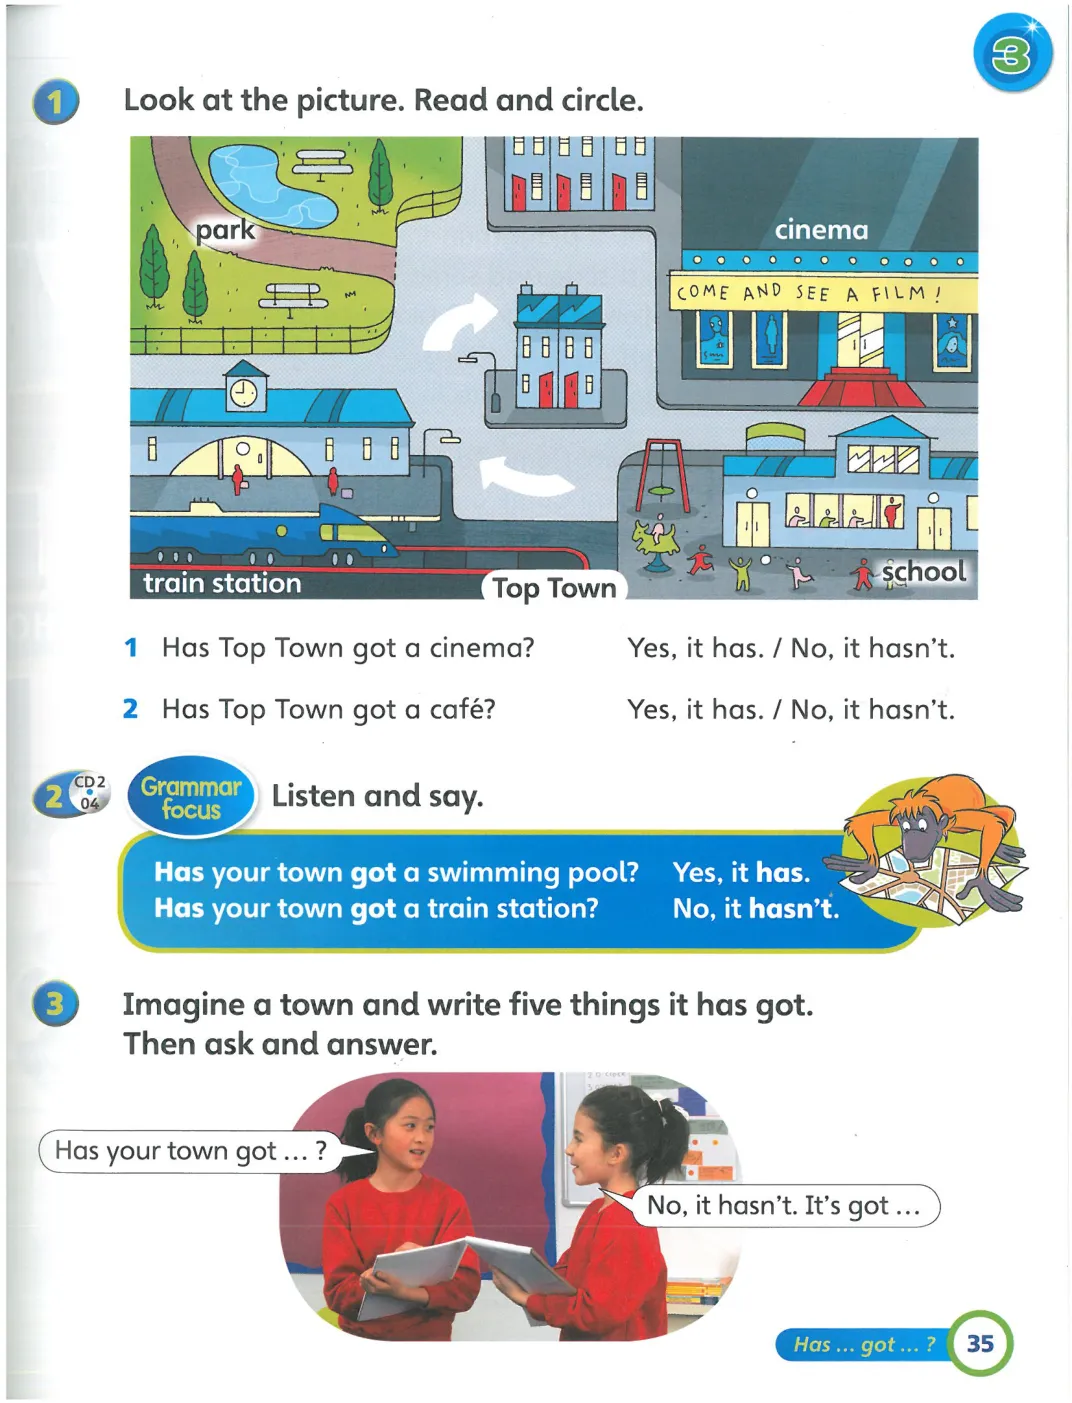 3
1 Look at the picture. Read and circle.
park
cinema
COME AND SEE A FILM!
train station
Top Town
school
1 Has Top Town got a cinema? Yes, it has. / No, it hasn't.
2 Has Top Town got a café? Yes, it has. / No, it hasn't.
2 CD2 • 04 Grammar focus Listen and say.
Has your town got a swimming pool? Yes, it has.
Has your town got a train station? No, it hasn't.
3 Imagine a town and write five things it has got.
Then ask and answer.
Has your town got ... ?
No, it hasn't. It's got ...
Has ... got ... ? 35